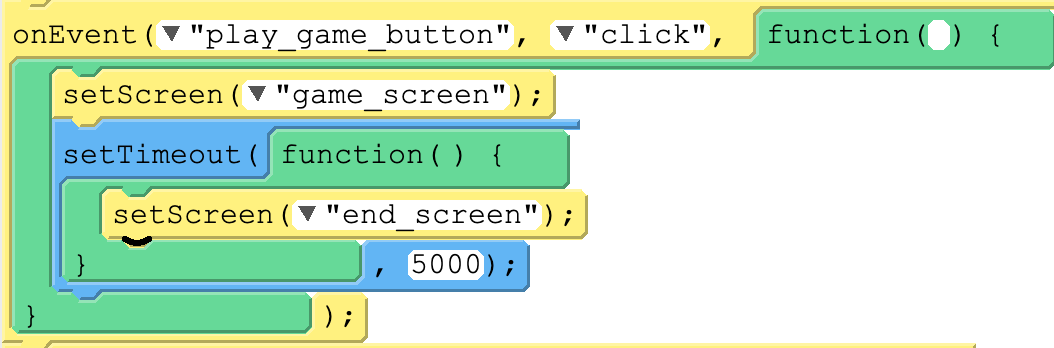 onEvent(▼"play_game_button", ▼"click", function( ) {
setScreen(▼"game_screen");
setTimeout( function() {
setScreen(▼"end_screen");
} , 5000);
} );